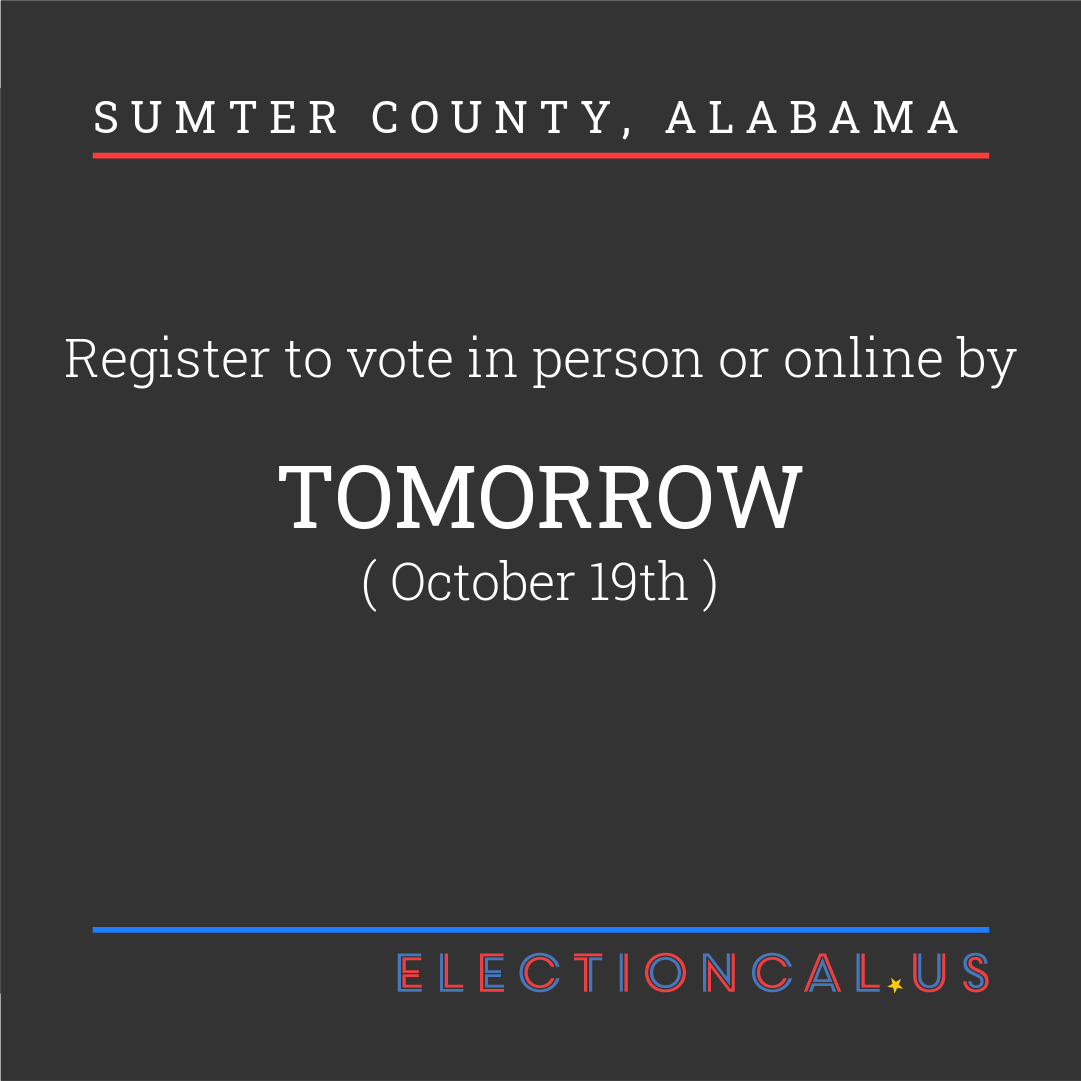 SUMTER COUNTY, ALABAMA
Register to vote in person or online by
TOMORROW
( October 19th )
ELECTIONCAL.US